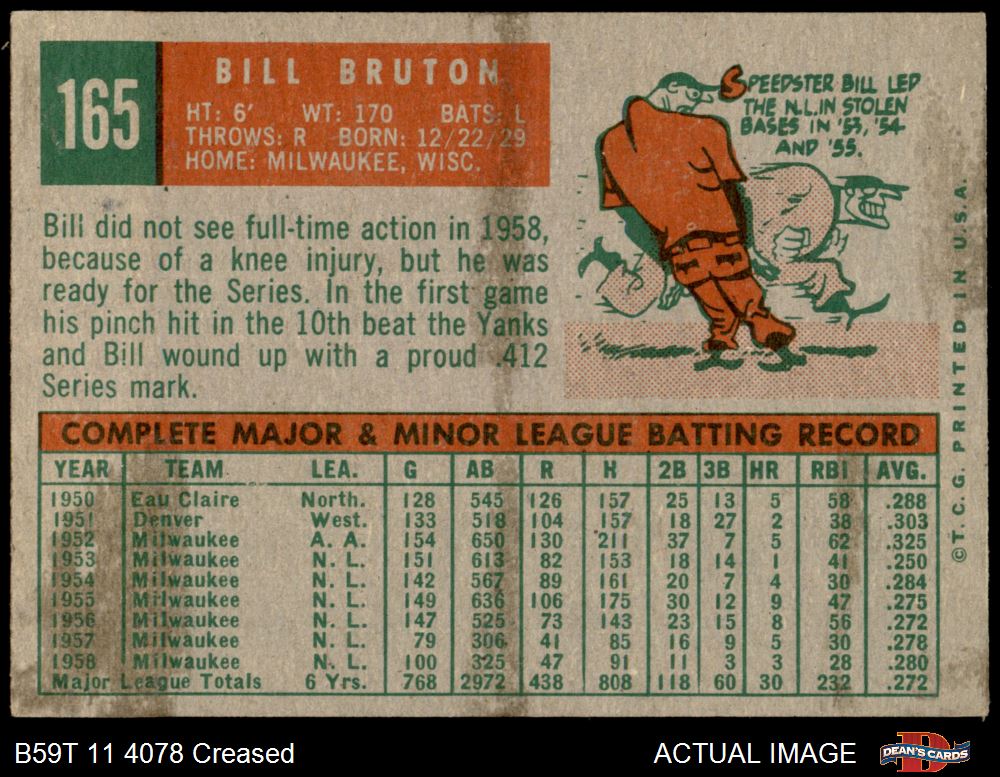 165
BILL BRUTON
HT: 6' WT: 170 BATS: L
THROWS: R BORN: 12/22/29
HOME: MILWAUKEE, WISC.
SPEEDSTER BILL LED
THE N.L. IN STOLEN
BASES IN '53, '54
AND '55.
Bill did not see full-time action in 1958,
because of a knee injury, but he was
ready for the Series. In the first game
his pinch hit in the 10th beat the Yanks
and Bill wound up with a proud .412
Series mark.
COMPLETE MAJOR & MINOR LEAGUE BATTING RECORD
YEAR TEAM LEA. G AB R H 2B 3B HR RBI AVG.
1950 Eau Claire North. 128 545 126 157 25 13 5 58 .288
1951 Denver West. 133 518 104 157 18 27 2 38 .303
1952 Milwaukee A. A. 154 650 130 211 37 7 5 62 .325
1953 Milwaukee N. L. 151 613 82 153 18 14 1 41 .250
1954 Milwaukee N. L. 142 567 89 161 20 7 4 30 .284
1955 Milwaukee N. L. 149 636 106 175 30 12 9 47 .275
1956 Milwaukee N. L. 147 525 73 143 23 15 8 56 .272
1957 Milwaukee N. L. 79 306 41 85 16 9 5 30 .278
1958 Milwaukee N. L. 100 325 47 91 11 3 3 28 .280
Major League Totals 6 Yrs. 768 2972 438 808 118 60 30 232 .272
© T. C. G. PRINTED IN U.S.A.
B59T 11 4078 Creased
ACTUAL IMAGE
DEAN'S CARDS